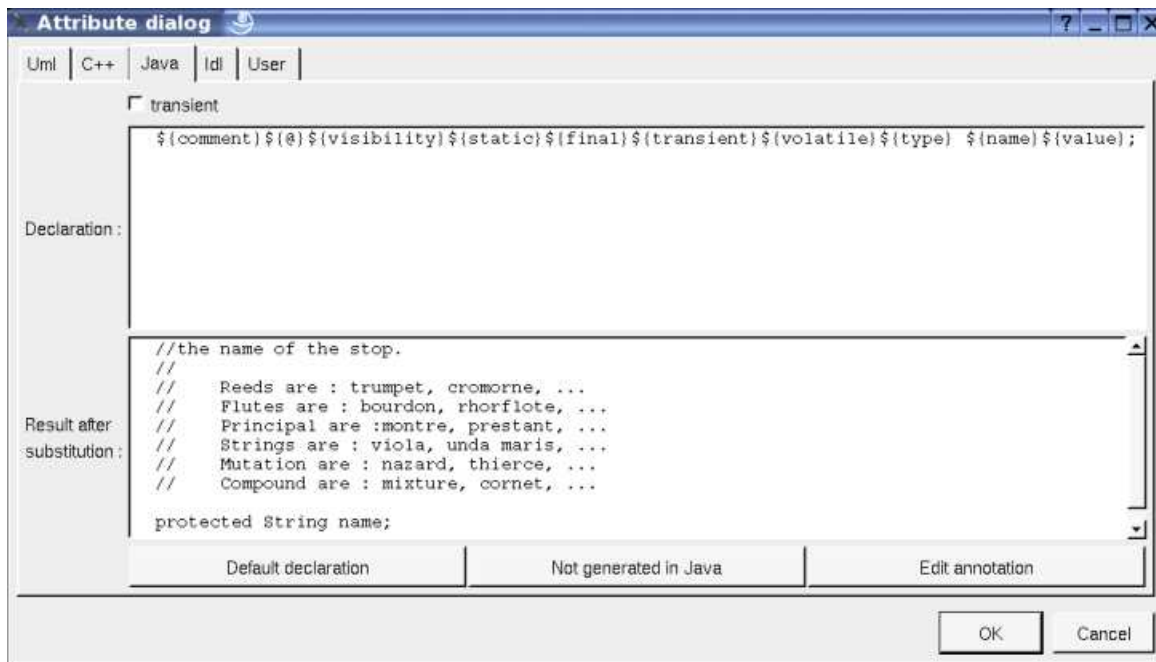 Attribute dialog
Uml C++ Java Idl User
transient
Declaration :
${comment}${@}${visibility}${static}${final}${transient}${volatile}${type} ${name}${value};
Result after
substitution :
//the name of the stop.
//
// Reeds are : trumpet, cromorne, ...
// Flutes are : bourdon, rhorflote, ...
// Principal are :montre, prestant, ...
// Strings are : viola, unda maris, ...
// Mutation are : nazard, thierce, ...
// Compound are : mixture, cornet, ...
protected String name;
Default declaration Not generated in Java Edit annotation
OK Cancel